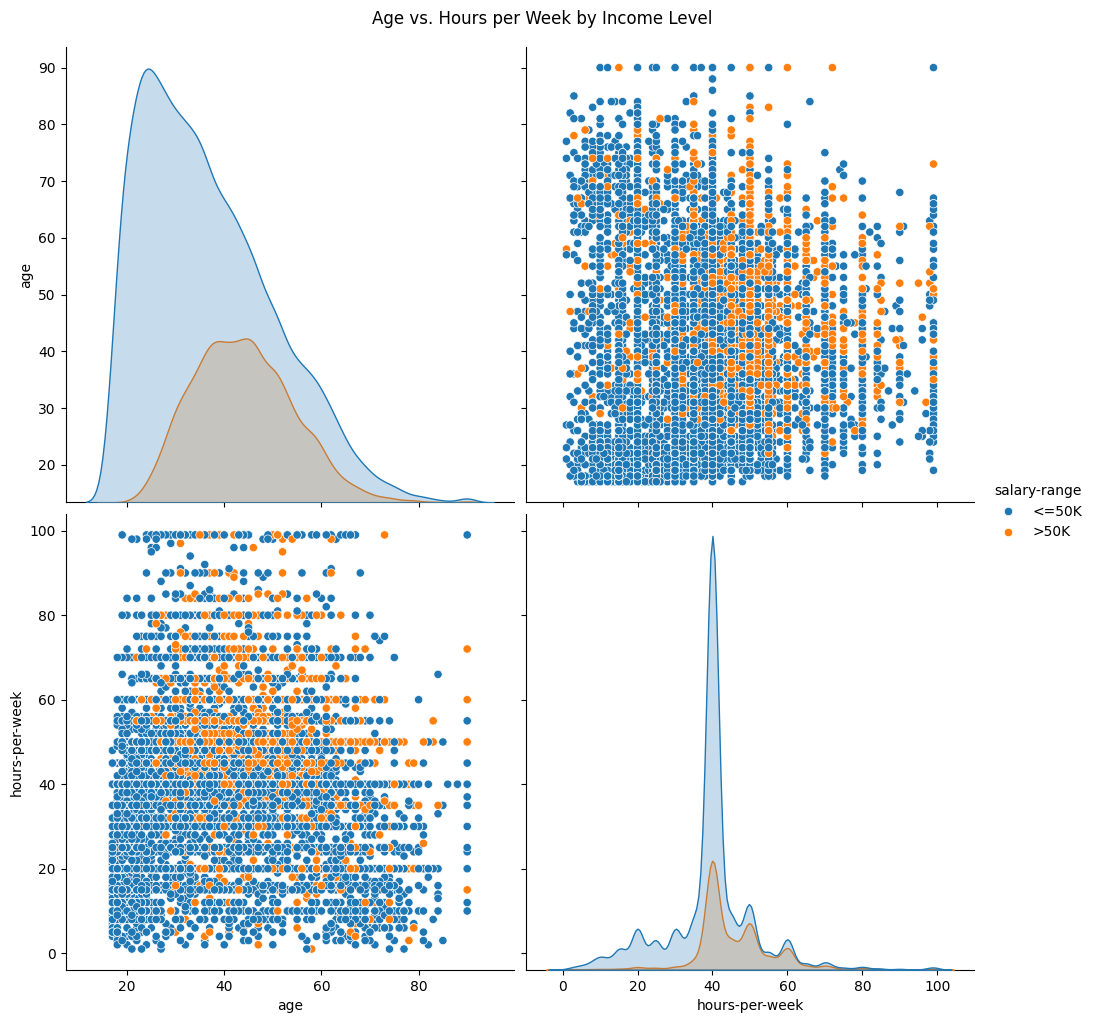 Age vs. Hours per Week by Income Level
90
80
70
60
50
40
30
20
age
100
80
60
40
20
0
hours-per-week
20 40 60 80
age
0 20 40 60 80 100
hours-per-week
salary-range
<=50K
>50K